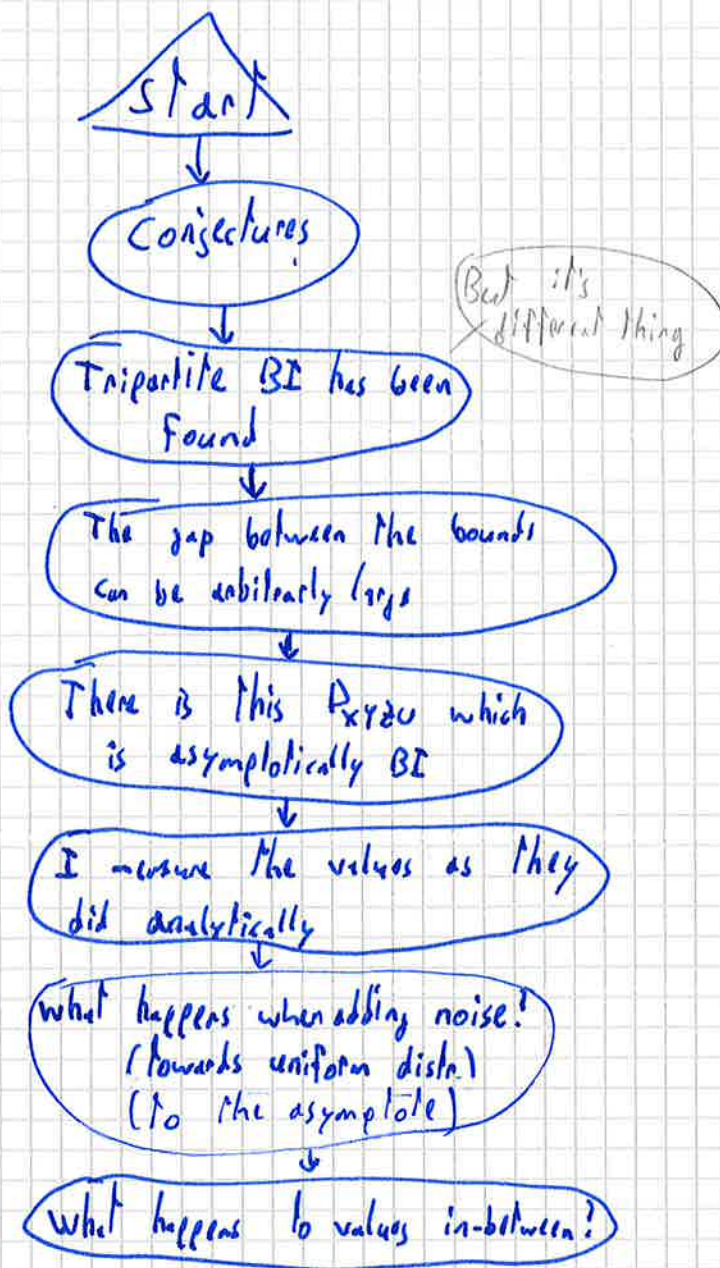 Start
Conjectures
But it's
different thing
Tripartite BI has been
found
The gap between the bounds
can be arbitrarly large
There is this P_XYZU which
is asymptotically BI
I measure the values as they
did analytically
what happens when adding noise?
(towards uniform distr.)
(to the asymptote)
what happens to values in-between?